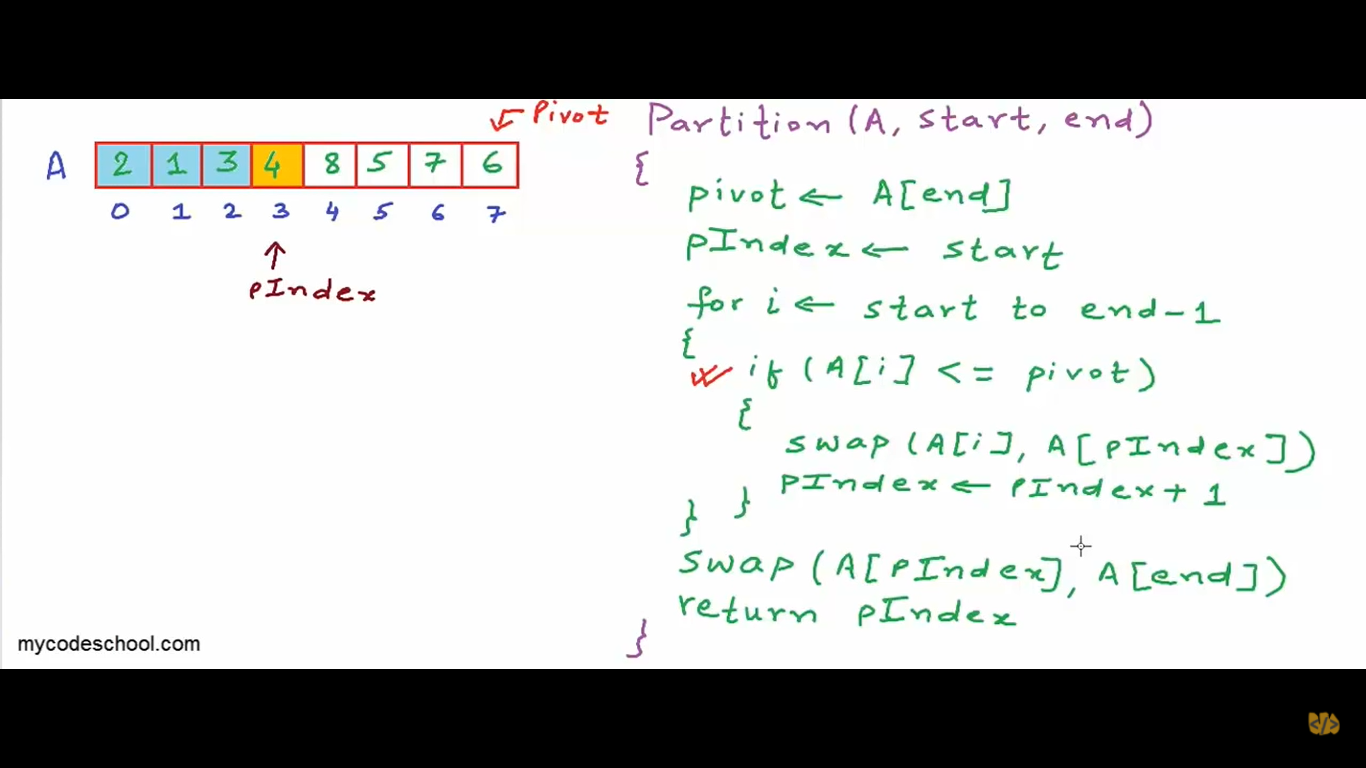 Pivot
A 2 1 3 4 8 5 7 6
0 1 2 3 4 5 6 7
pIndex
Partition (A, start, end)
{
pivot ← A[end]
pIndex ← start
for i ← start to end-1
{
if (A[i] <= pivot)
{
swap (A[i], A[pIndex])
pIndex ← pIndex + 1
} }
swap (A[pIndex], A[end])
return pIndex
}
mycodeschool.com